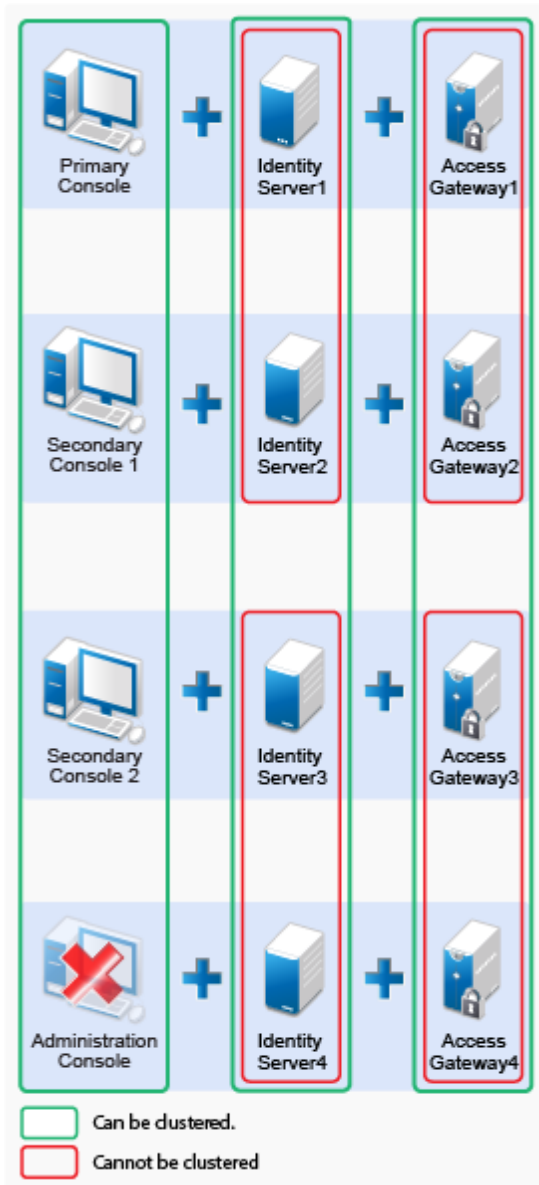 Primary
Console
Identity
Server1
Access
Gateway1
Secondary
Console 1
Identity
Server2
Access
Gateway2
Secondary
Console 2
Identity
Server3
Access
Gateway3
Administration
Console
Identity
Server4
Access
Gateway4
Can be clustered.
Cannot be clustered